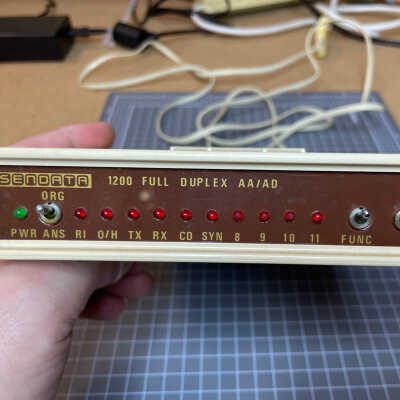 SENDATA 1200 FULL DUPLEX AA/AD
ORG
PWR ANS RI O/H TX RX CD SYN 8 9 10 11 FUNC